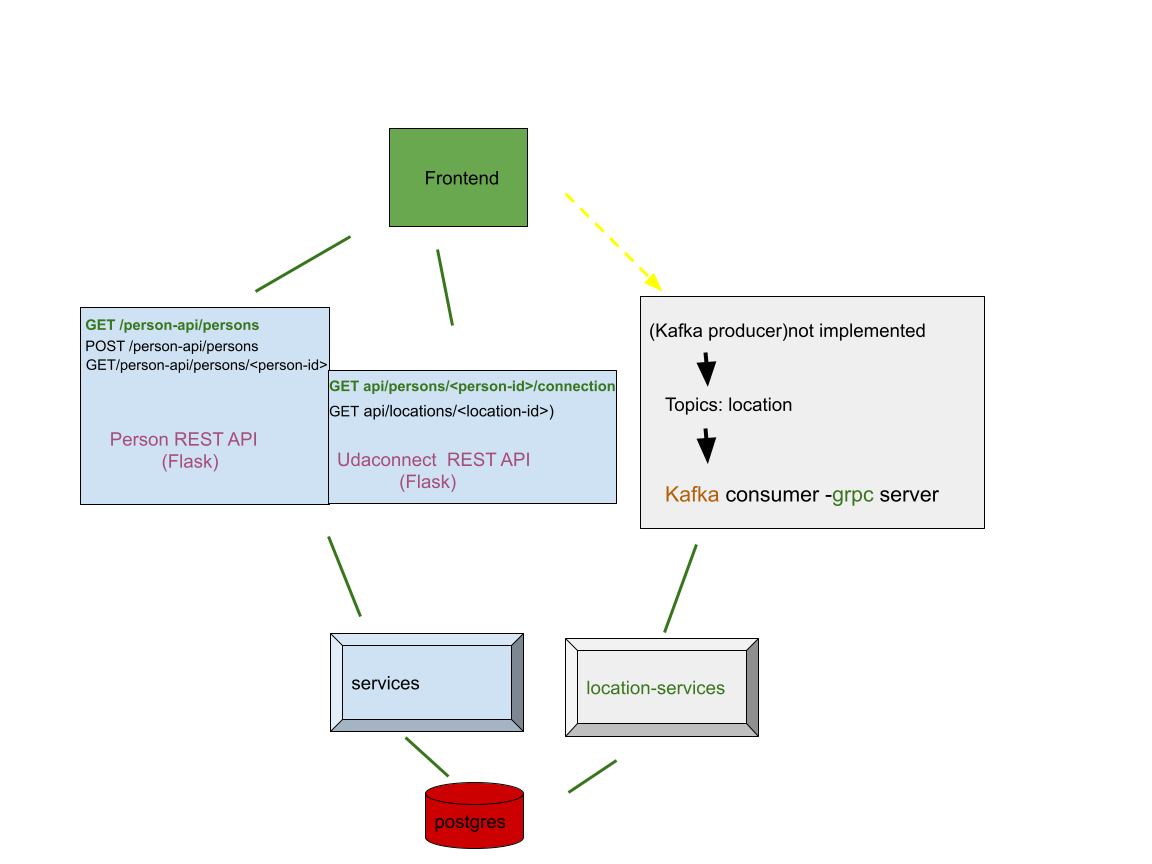 Frontend
GET /person-api/persons
POST /person-api/persons
GET/person-api/persons/<person-id>
Person REST API
(Flask)
GET api/persons/<person-id>/connection
GET api/locations/<location-id>)
Udaconnect  REST API
(Flask)
(Kafka producer)not implemented
Topics: location
Kafka consumer -grpc server
services
location-services
postgres